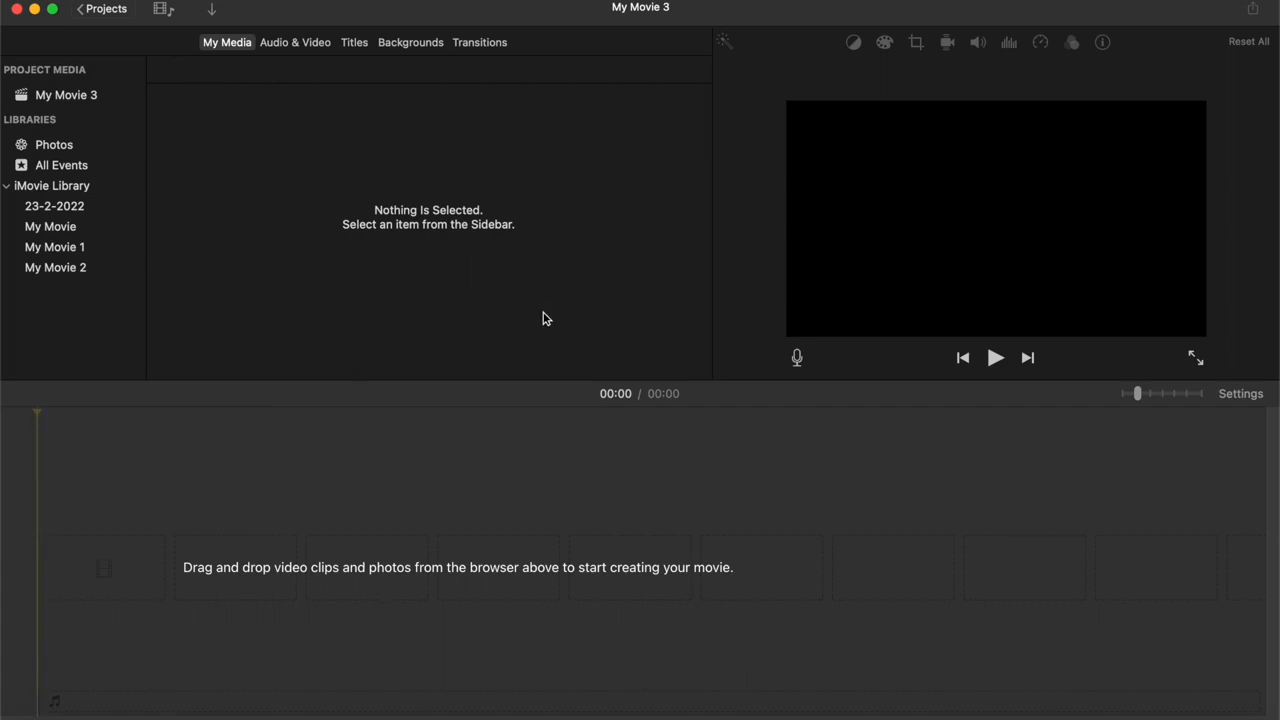 Projects
My Movie 3
My Media Audio & Video Titles Backgrounds Transitions
Reset All
PROJECT MEDIA
My Movie 3
LIBRARIES
Photos
All Events
iMovie Library
23-2-2022
My Movie
My Movie 1
My Movie 2
Nothing Is Selected.
Select an item from the Sidebar.
00:00 / 00:00
Settings
Drag and drop video clips and photos from the browser above to start creating your movie.